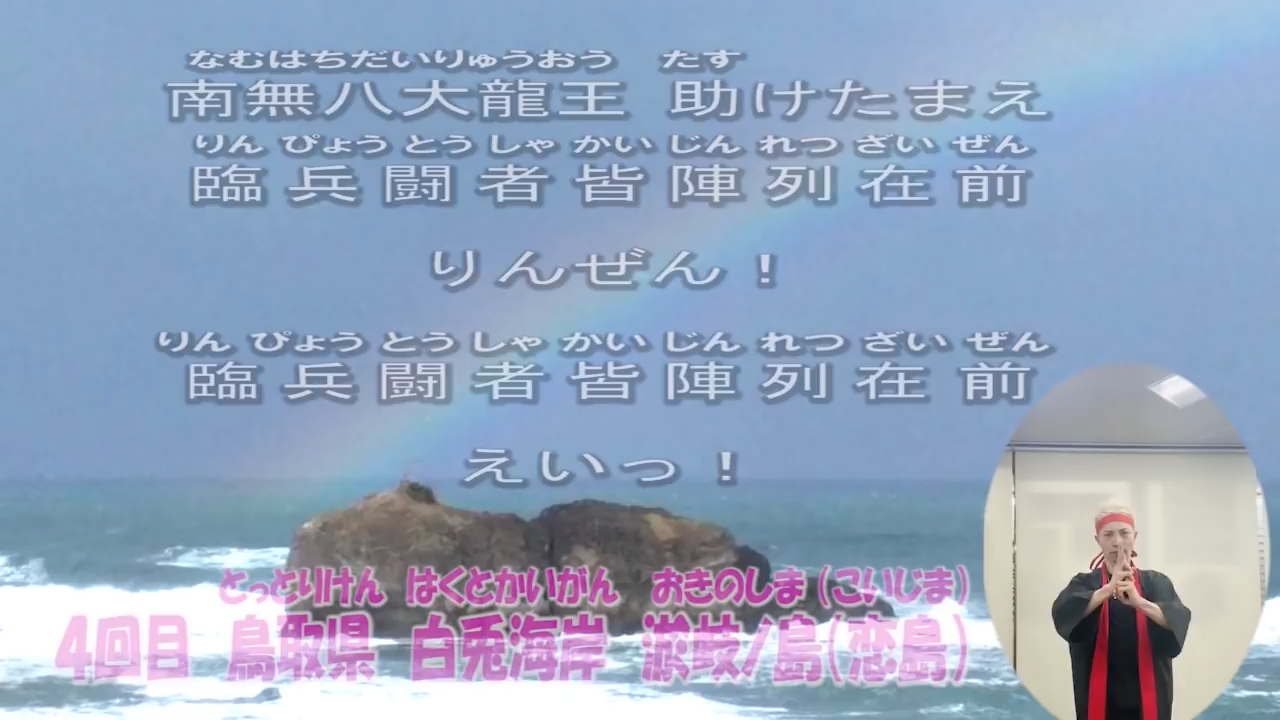 なむはちだいりゅうおう　たす
南無八大龍王 助けたまえ
りん ぴょう とう しゃ かい じん れつ ざい ぜん
臨 兵 闘 者 皆 陣 列 在 前
りんぜん！
りん ぴょう とう しゃ かい じん れつ ざい ぜん
臨 兵 闘 者 皆 陣 列 在 前
えいっ！
とっとりけん はくとかいがん おきのしま（こいじま）
4回目 鳥取県 白兎海岸 淤岐ノ島（恋島）